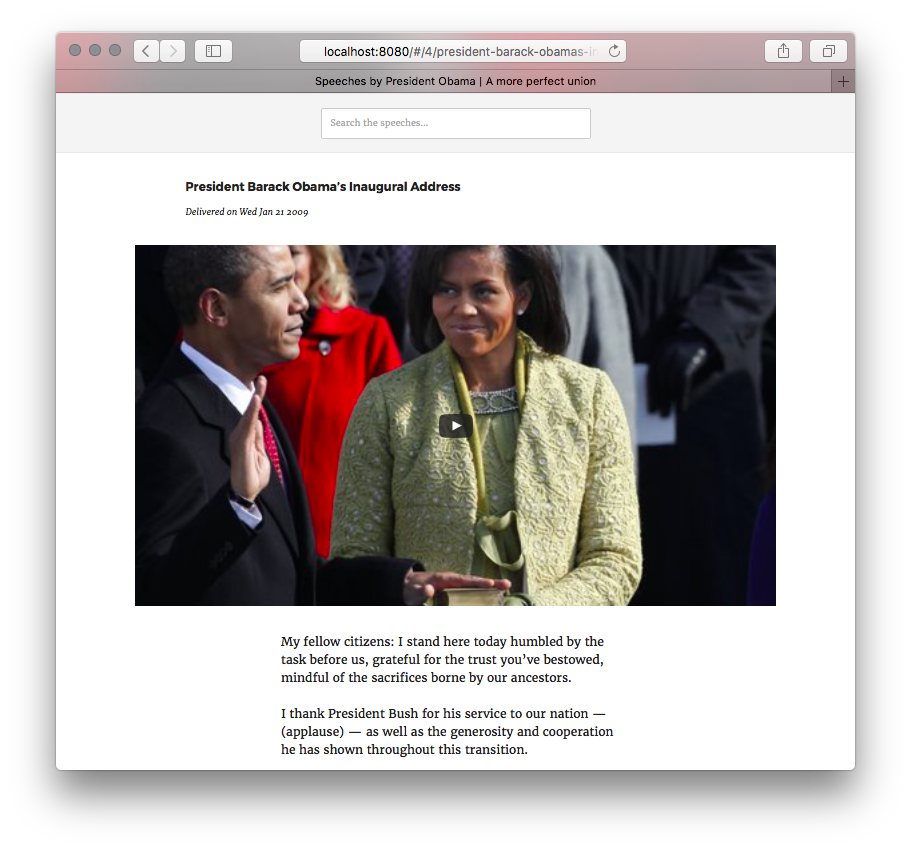 localhost:8080/#/4/president-barack-obamas-in
Speeches by President Obama | A more perfect union
Search the speeches...
President Barack Obama's Inaugural Address
Delivered on Wed Jan 21 2009
My fellow citizens: I stand here today humbled by the
task before us, grateful for the trust you’ve bestowed,
mindful of the sacrifices borne by our ancestors.
I thank President Bush for his service to our nation —
(applause) — as well as the generosity and cooperation
he has shown throughout this transition.